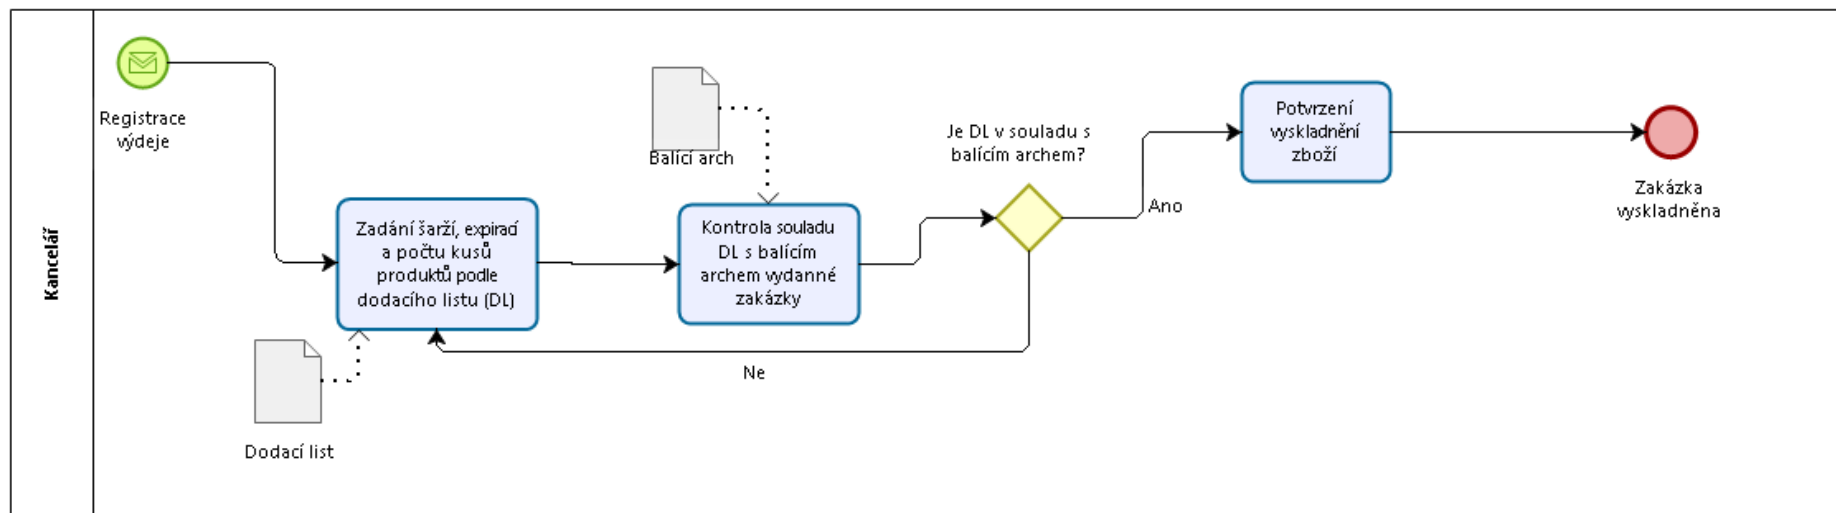 Kancelář
Registrace
výdeje
Zadání šarží, expirací
a počtu kusů
produktů podle
dodacího listu (DL)
Dodací list
Balící arch
Kontrola souladu
DL s balícím
archem vydanné
zakázky
Je DL v souladu s
balícím archem?
Ano
Ne
Potvrzení
vyskladnění
zboží
Zakázka
vyskladněna